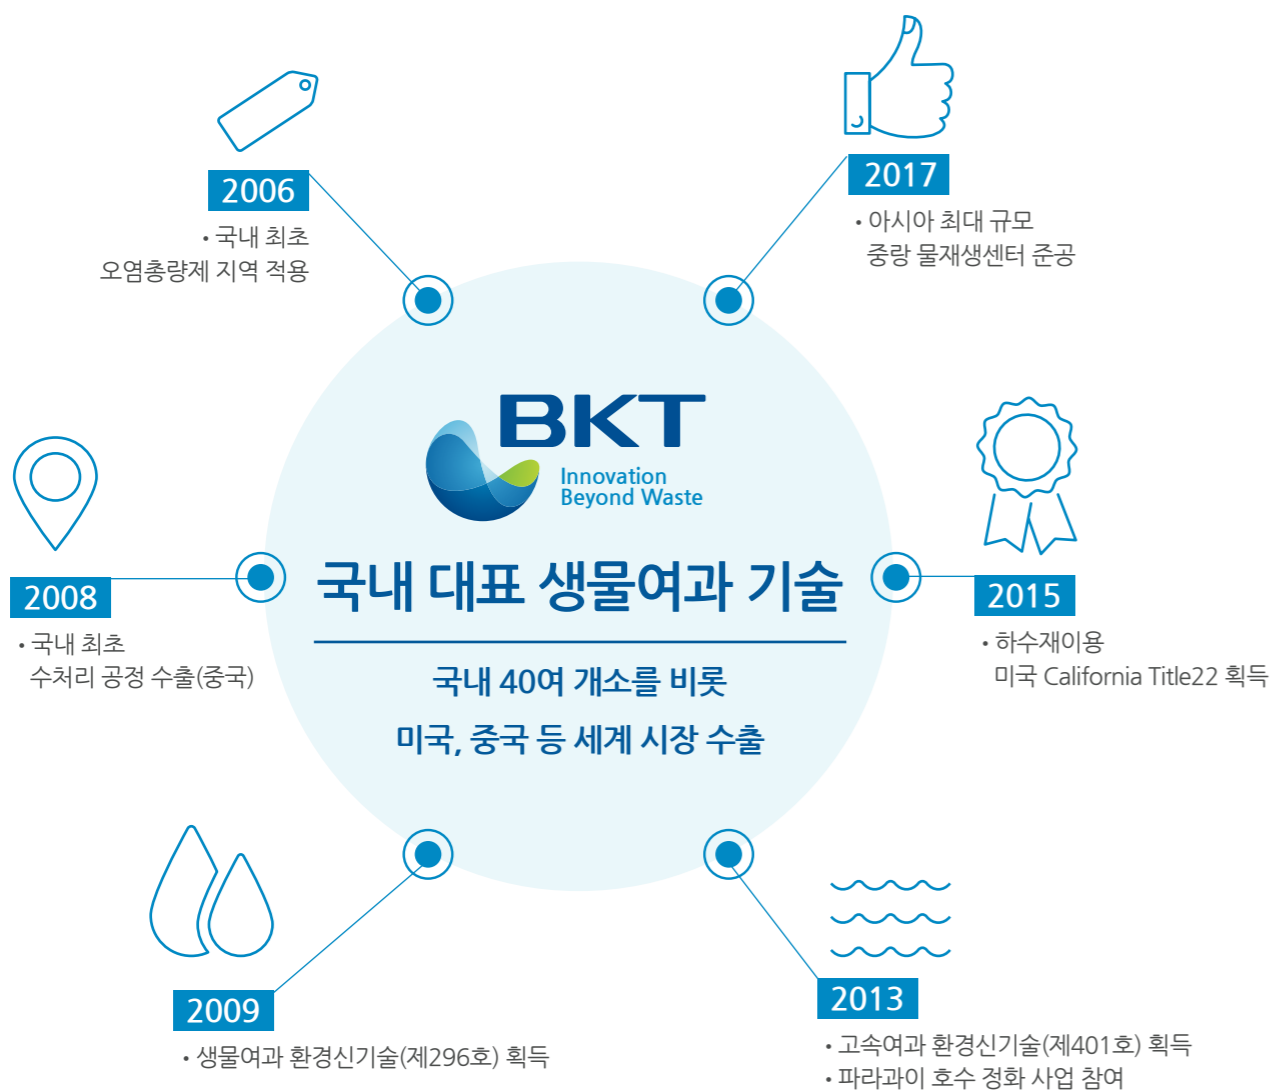 BKT
Innovation
Beyond Waste
국내 대표 생물여과 기술
국내 40여 개소를 비롯
미국, 중국 등 세계 시장 수출
2006
• 국내 최초
오염총량제 지역 적용
2008
• 국내 최초
수처리 공정 수출(중국)
2009
• 생물여과 환경신기술(제296호) 획득
2013
• 고속여과 환경신기술(제401호) 획득
• 파라과이 호수 정화 사업 참여
2015
• 하수재이용
미국 California Title22 획득
2017
• 아시아 최대 규모
중랑 물재생센터 준공